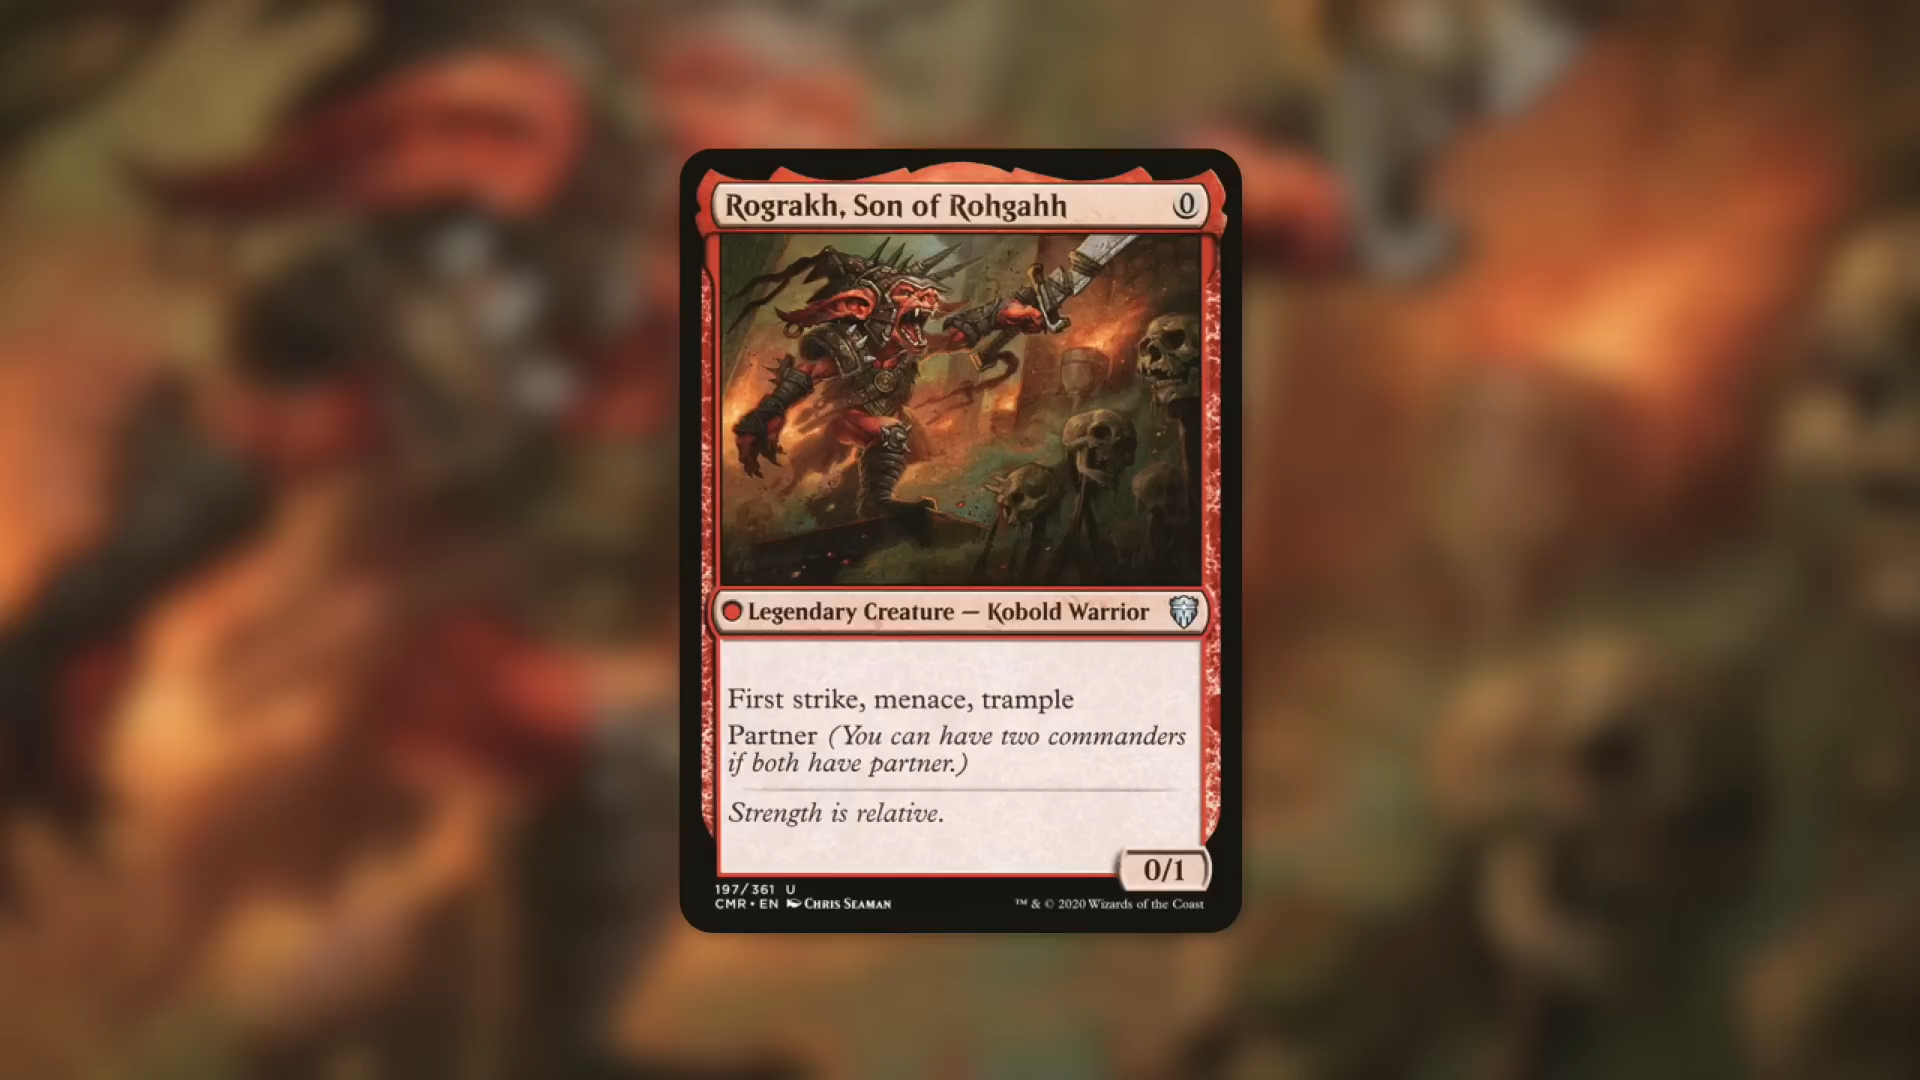 Rograkh, Son of Rohgahh 0
Legendary Creature — Kobold Warrior
First strike, menace, trample
Partner (You can have two commanders
if both have partner.)
Strength is relative.
0/1
197/361 U
CMR • EN Chris Seaman
™ & © 2020 Wizards of the Coast